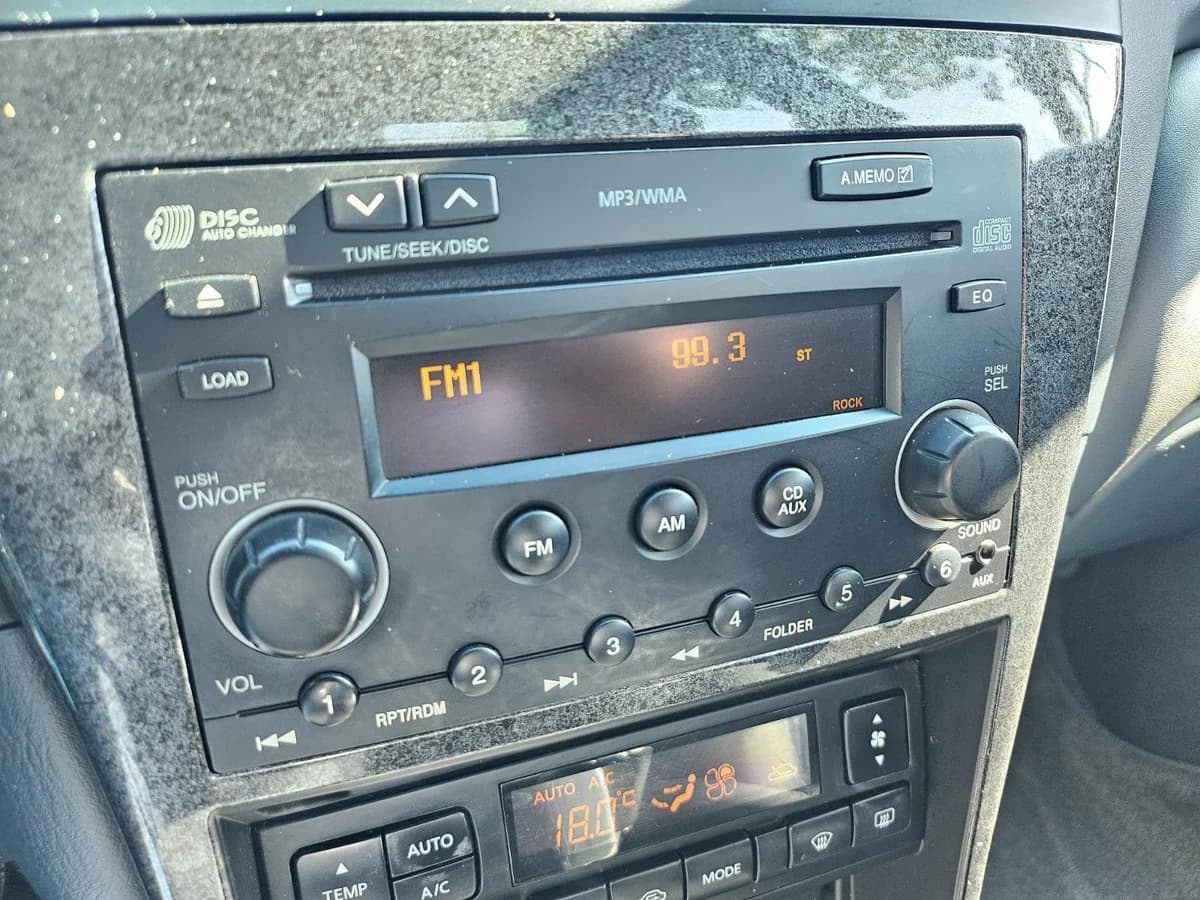 6 DISC
AUTO CHANGER
TUNE/SEEK/DISC
MP3/WMA
A.MEMO
COMPACT
disc
DIGITAL AUDIO
LOAD
EQ
FM1
99.3
ST
ROCK
PUSH
SEL
PUSH
ON/OFF
FM
AM
CD
AUX
SOUND
AUX
VOL
1
RPT/RDM
2
3
4
FOLDER
5
6
AUTO A/C
18.0°C
TEMP
AUTO
A/C
MODE